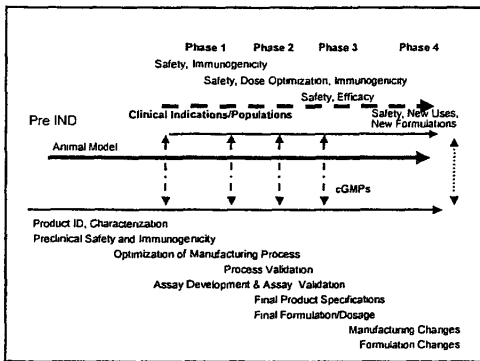 Phase 1 Phase 2 Phase 3 Phase 4
Safety, Immunogenicity
Safety, Dose Optimization, Immunogenicity
Safety, Efficacy
Clinical Indications/Populations
Safety, New Uses,
New Formulations
Pre IND
Animal Model
cGMPs
Product ID, Characterization
Preclinical Safety and Immunogenicity
Optimization of Manufacturing Process
Process Validation
Assay Development & Assay Validation
Final Product Specifications
Final Formulation/Dosage
Manufacturing Changes
Formulation Changes